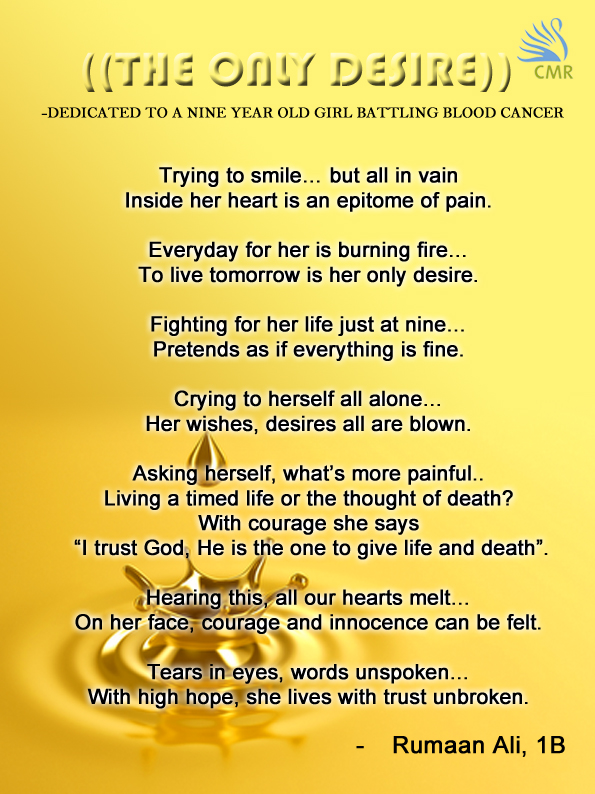 ((THE ONLY DESIRE))
CMR
-DEDICATED TO A NINE YEAR OLD GIRL BATTLING BLOOD CANCER
Trying to smile... but all in vain
Inside her heart is an epitome of pain.
Everyday for her is burning fire...
To live tomorrow is her only desire.
Fighting for her life just at nine...
Pretends as if everything is fine.
Crying to herself all alone...
Her wishes, desires all are blown.
Asking herself, what's more painful..
Living a timed life or the thought of death?
With courage she says
“I trust God, He is the one to give life and death”.
Hearing this, all our hearts melt...
On her face, courage and innocence can be felt.
Tears in eyes, words unspoken...
With high hope, she lives with trust unbroken.
- Rumaan Ali, 1B